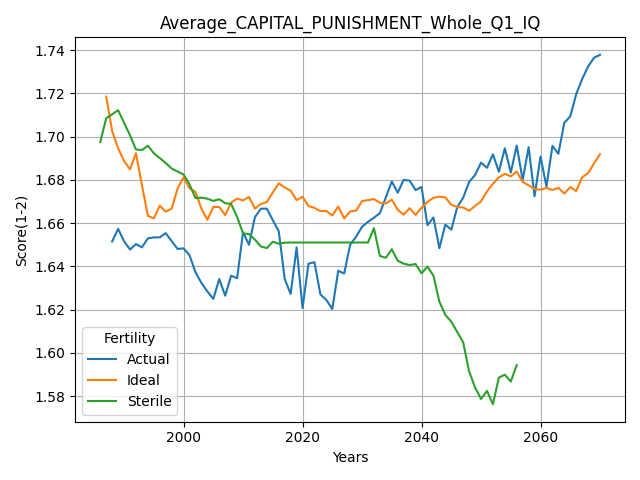 Average_CAPITAL_PUNISHMENT_Whole_Q1_IQ
Score(1-2)
1.74
1.72
1.70
1.68
1.66
1.64
1.62
1.60
1.58
Fertility
Actual
Ideal
Sterile
2000
2020
2040
2060
Years